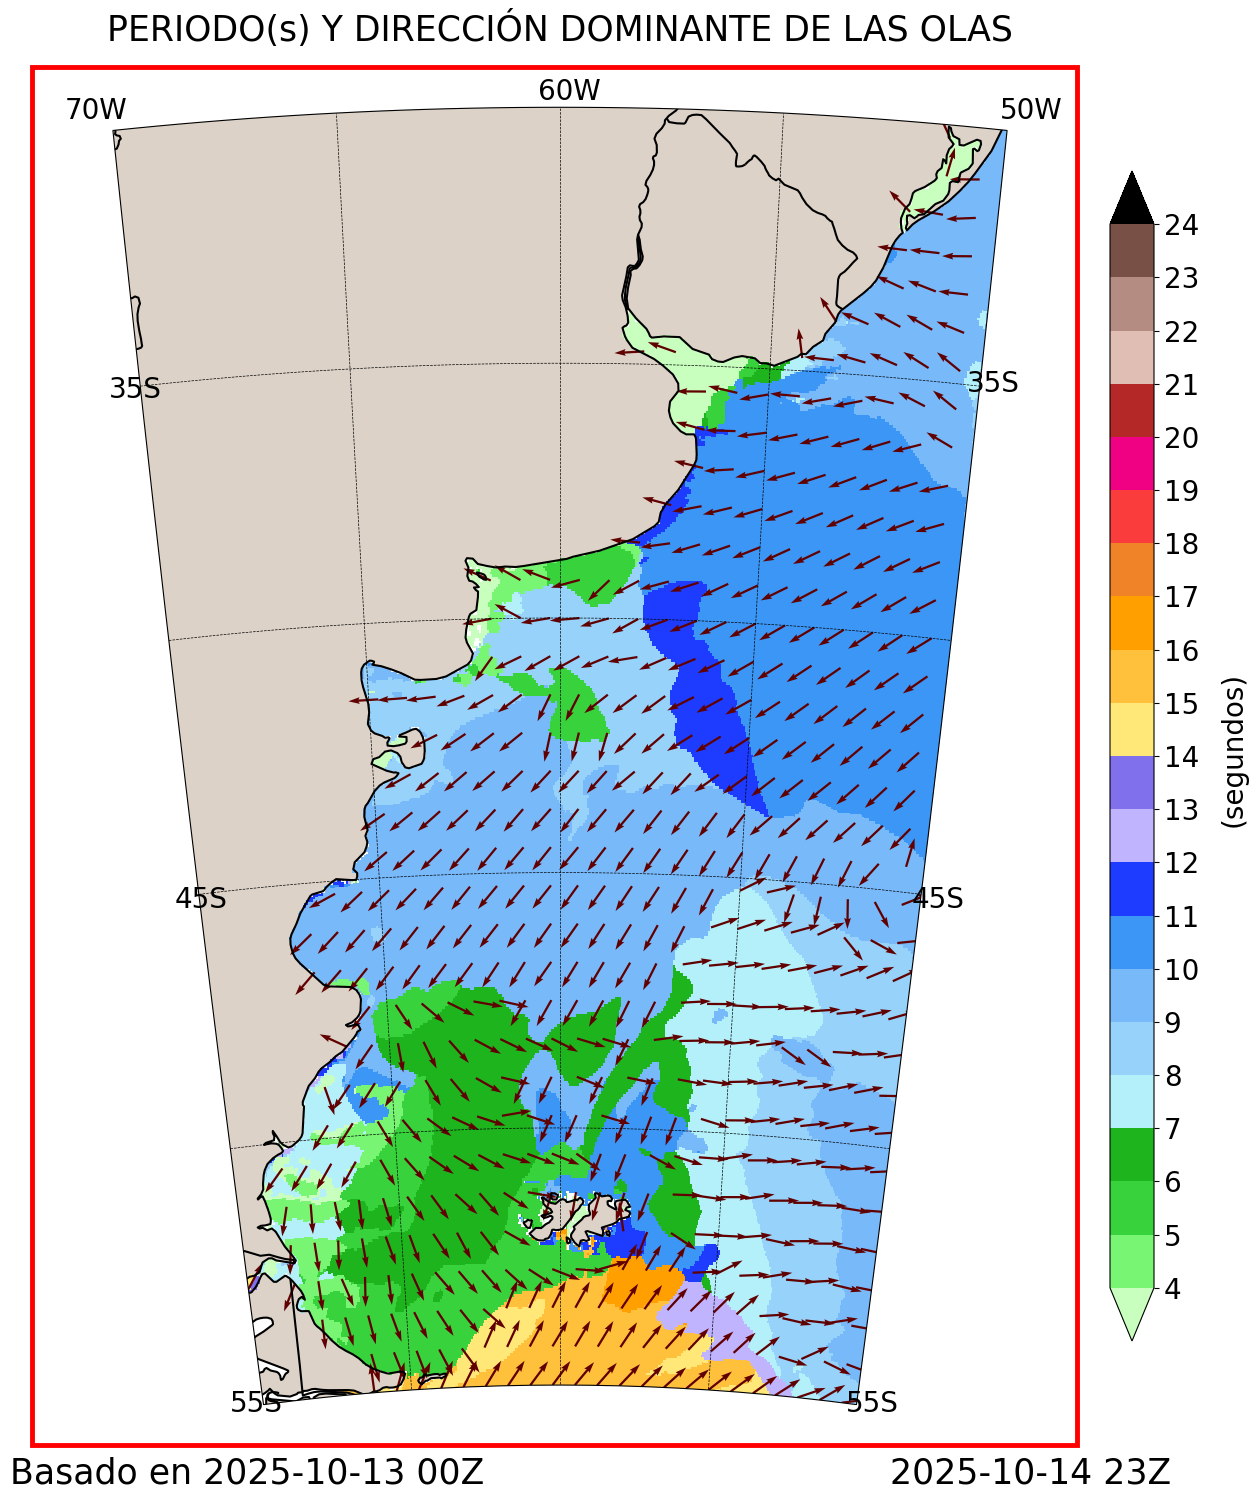 PERIODO(s) Y DIRECCIÓN DOMINANTE DE LAS OLAS
70W
60W
50W
35S
35S
45S
45S
55S
55S
24
23
22
21
20
19
18
17
16
15
14
13
12
11
10
9
8
7
6
5
4
(segundos)
Basado en 2025-10-13 00Z
2025-10-14 23Z